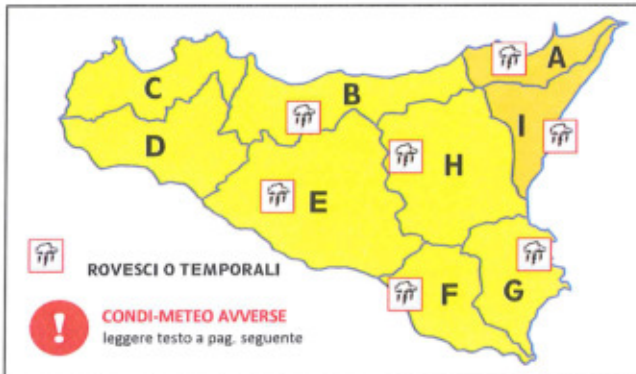 A
C
B
I
D
H
E
F
G
ROVESCI O TEMPORALI
CONDI-METEO AVVERSE
leggere testo a pag. seguente